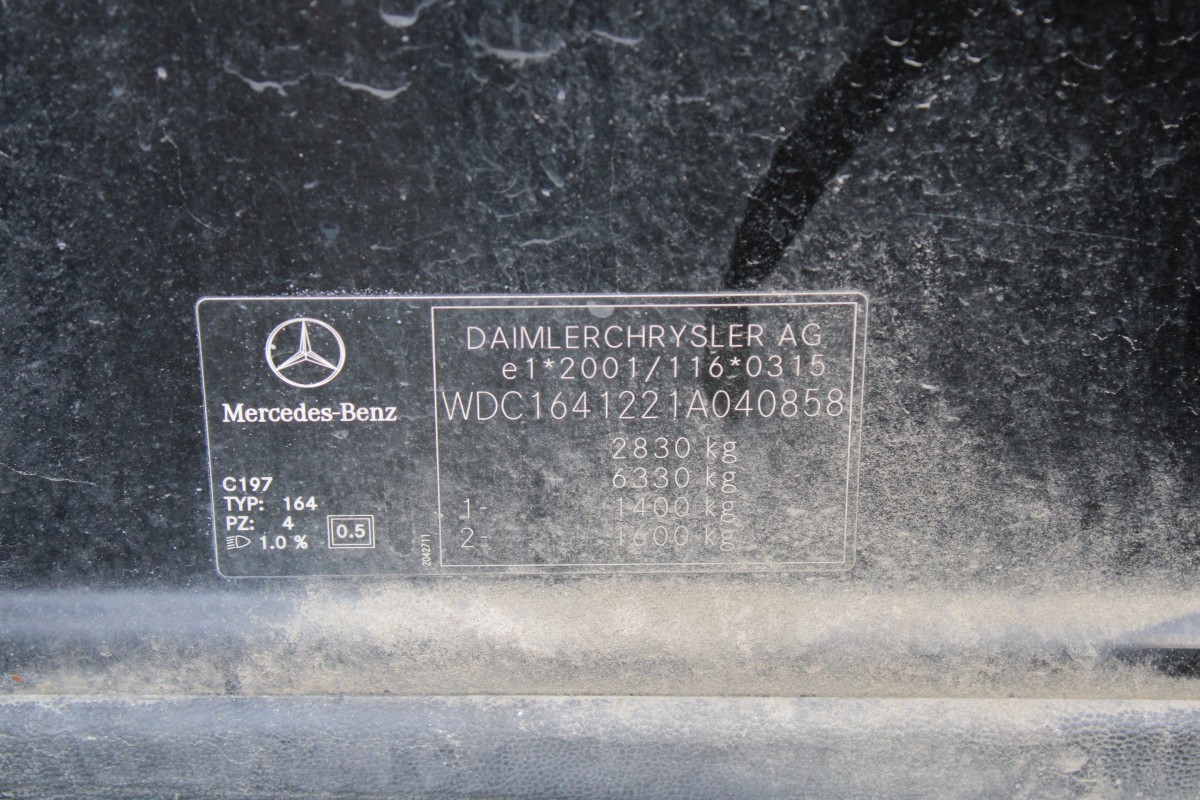 Mercedes-Benz
C197
TYP: 164
PZ: 4
1.0 %
0.5
2042711
DAIMLERCHRYSLER AG
e1*2001/116*0315
WDC1641221A040858
2830 kg
6330 kg
1- 1400 kg
2- 1600 kg